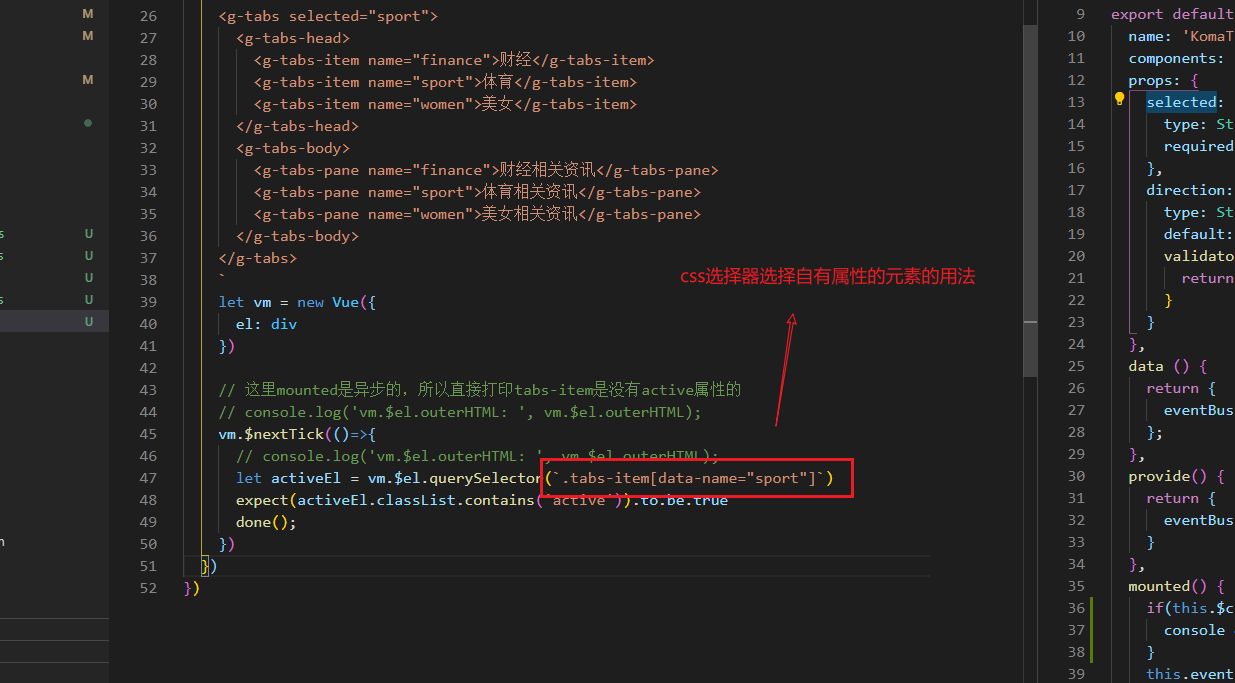 M
M
M
U
s
U
s
U
U
s
U
n
26 <g-tabs selected="sport">
27 <g-tabs-head>
28 <g-tabs-item name="finance">财经</g-tabs-item>
29 <g-tabs-item name="sport">体育</g-tabs-item>
30 <g-tabs-item name="women">美女</g-tabs-item>
31 </g-tabs-head>
32 <g-tabs-body>
33 <g-tabs-pane name="finance">财经相关资讯</g-tabs-pane>
34 <g-tabs-pane name="sport">体育相关资讯</g-tabs-pane>
35 <g-tabs-pane name="women">美女相关资讯</g-tabs-pane>
36 </g-tabs-body>
37 </g-tabs>
38 `
css选择器选择自有属性的元素的用法
39 let vm = new Vue({
40 el: div
41 })
42
43 // 这里mounted是异步的，所以直接打印tabs-item是没有active属性的
44 // console.log('vm.$el.outerHTML: ', vm.$el.outerHTML);
45 vm.$nextTick(()=>{
46 // console.log('vm.$el.outerHTML: ', vm.$el.outerHTML);
47 let activeEl = vm.$el.querySelector(`.tabs-item[data-name="sport"]`)
48 expect(activeEl.classList.contains('active')).to.be.true
49 done();
50 })
51 })
52 })
9 export default
10 name: 'KomaT
11 components:
12 props: {
13 selected:
14 type: St
15 required
16 },
17 direction:
18 type: St
19 default:
20 validato
21 return
22 }
23 }
24 },
25 data () {
26 return {
27 eventBus
28 };
29 },
30 provide() {
31 return {
32 eventBus
33 }
34 },
35 mounted() {
36 if(this.$c
37 console
38 }
39 this.event